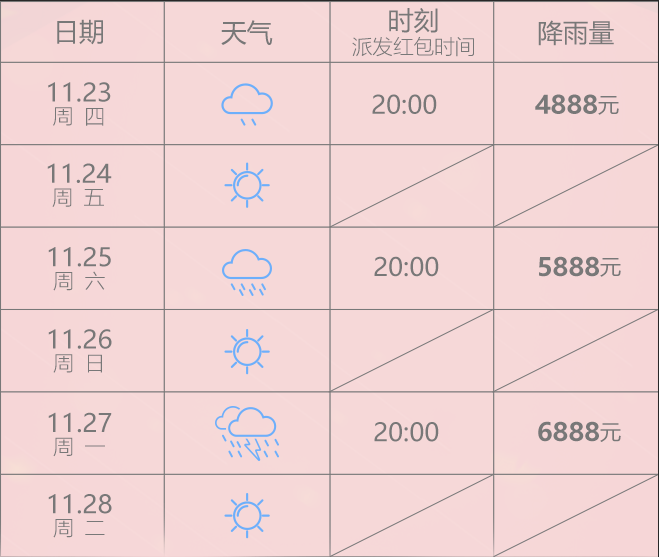 日期 天气 时刻 降雨量
派发红包时间
11.23 20:00 4888元
周 四
11.24
周 五
11.25 20:00 5888元
周 六
11.26
周 日
11.27 20:00 6888元
周 一
11.28
周 二